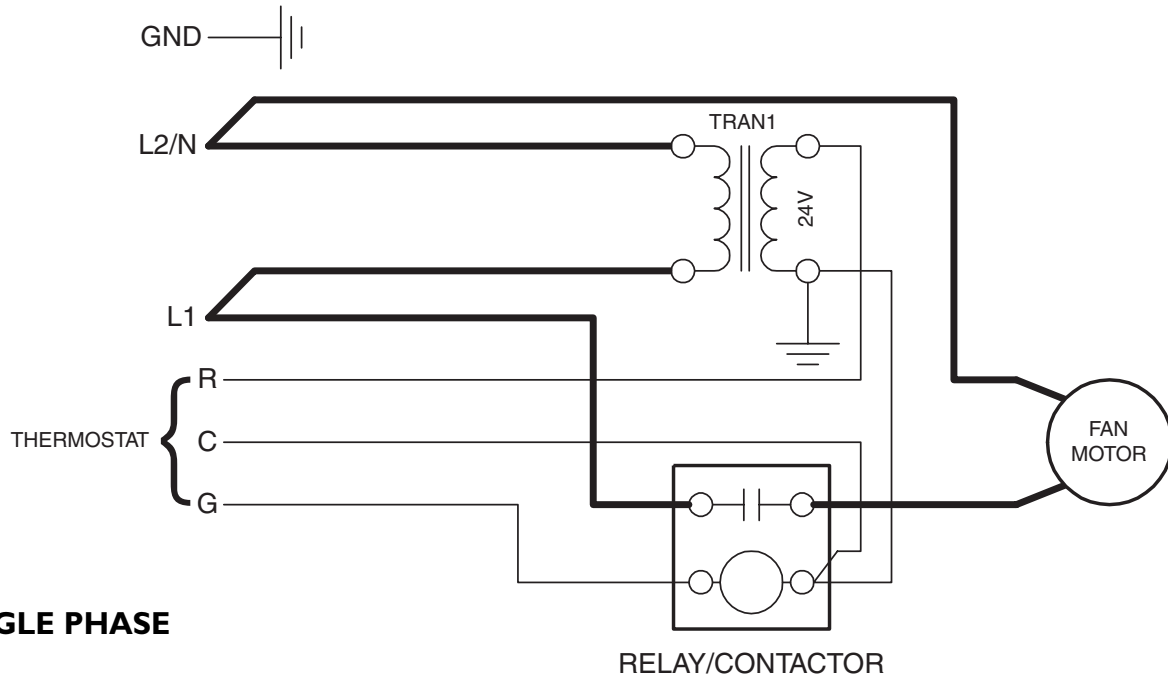 GND
TRAN1
L2/N
24V
L1
R
THERMOSTAT
C
FAN
MOTOR
G
GLE PHASE
RELAY/CONTACTOR